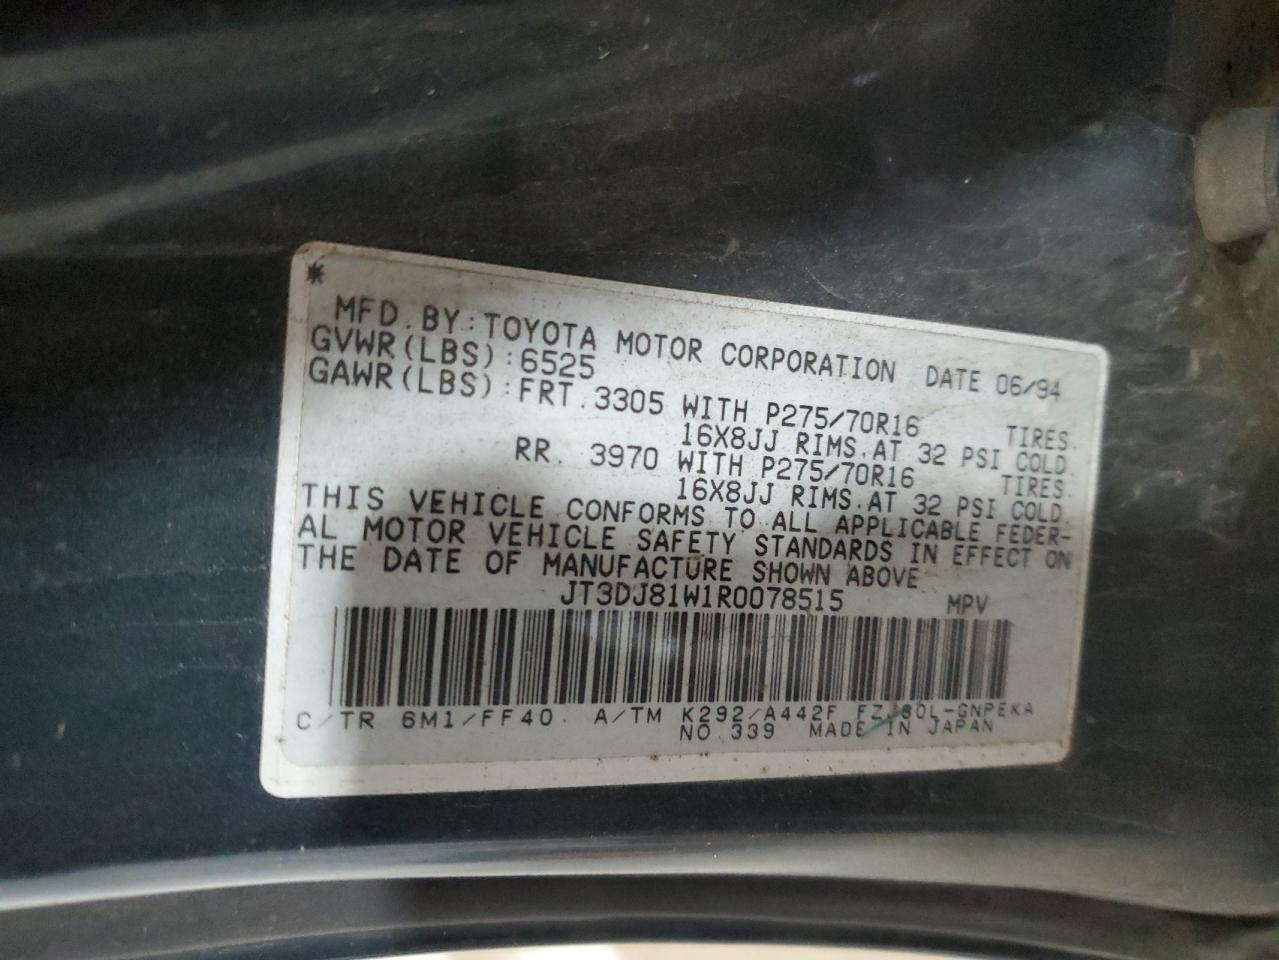 *
MFD. BY: TOYOTA MOTOR CORPORATION DATE 06/94
GVWR(LBS):6525
GAWR(LBS):FRT. 3305 WITH P275/70R16 TIRES.
16X8JJ RIMS. AT 32 PSI COLD
RR. 3970 WITH P275/70R16 TIRES.
16X8JJ RIMS. AT 32 PSI COLD.
THIS VEHICLE CONFORMS TO ALL APPLICABLE FEDER-
AL MOTOR VEHICLE SAFETY STANDARDS IN EFFECT ON
THE DATE OF MANUFACTURE SHOWN ABOVE
JT3DJ81W1R0078515 MPV
C/TR 6M1/FF40. A/TM K292/A442F FZJ80L-GNPEKA
NO.339 MADE IN JAPAN